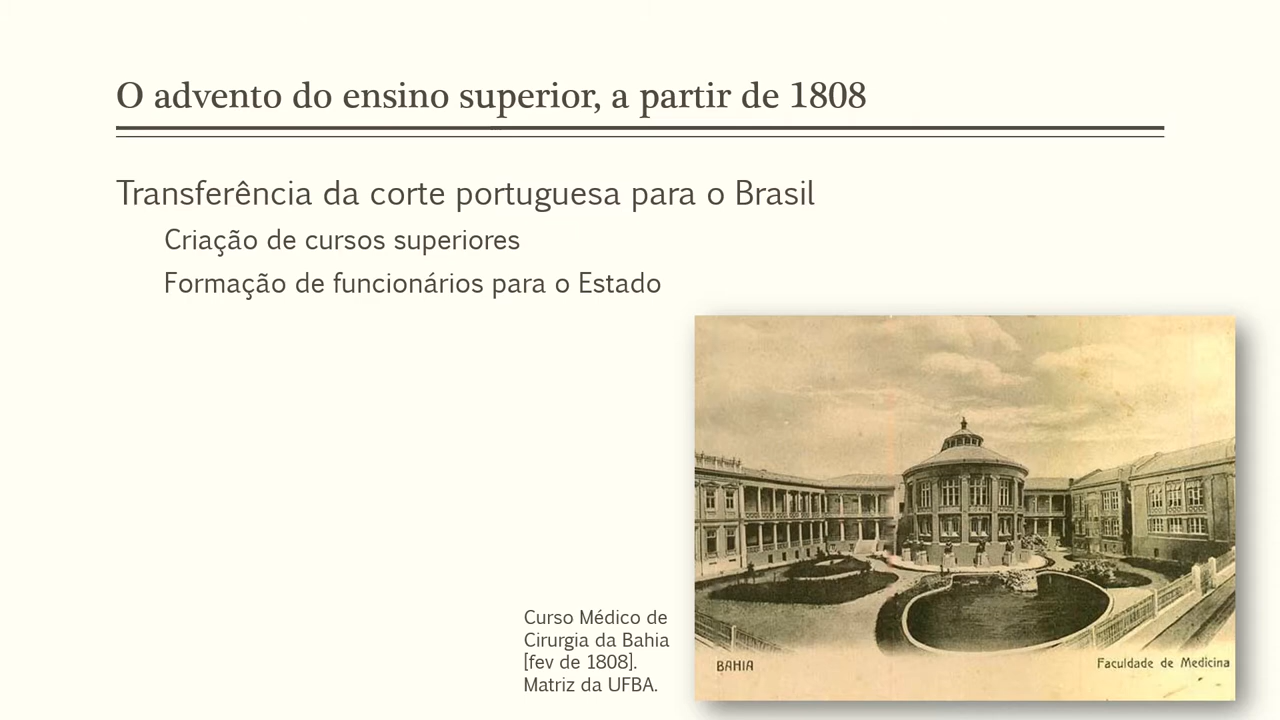 O advento do ensino superior, a partir de 1808
Transferência da corte portuguesa para o Brasil
Criação de cursos superiores
Formação de funcionários para o Estado
Curso Médico de
Cirurgia da Bahia
[fev de 1808].
Matriz da UFBA.
BAHIA
Faculdade de Medicina